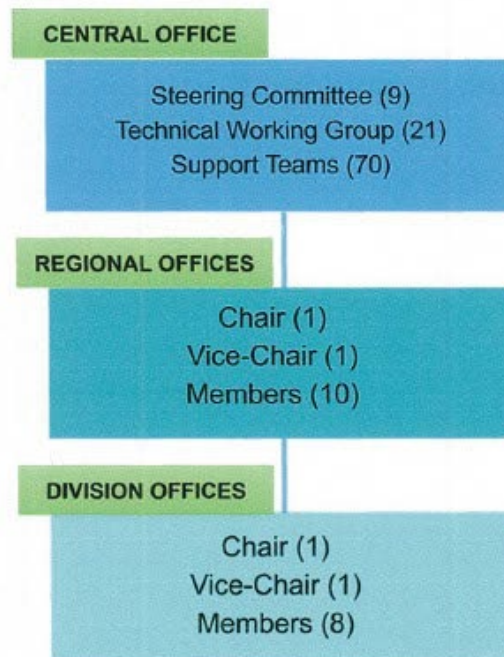 CENTRAL OFFICE
Steering Committee (9)
Technical Working Group (21)
Support Teams (70)
REGIONAL OFFICES
Chair (1)
Vice-Chair (1)
Members (10)
DIVISION OFFICES
Chair (1)
Vice-Chair (1)
Members (8)